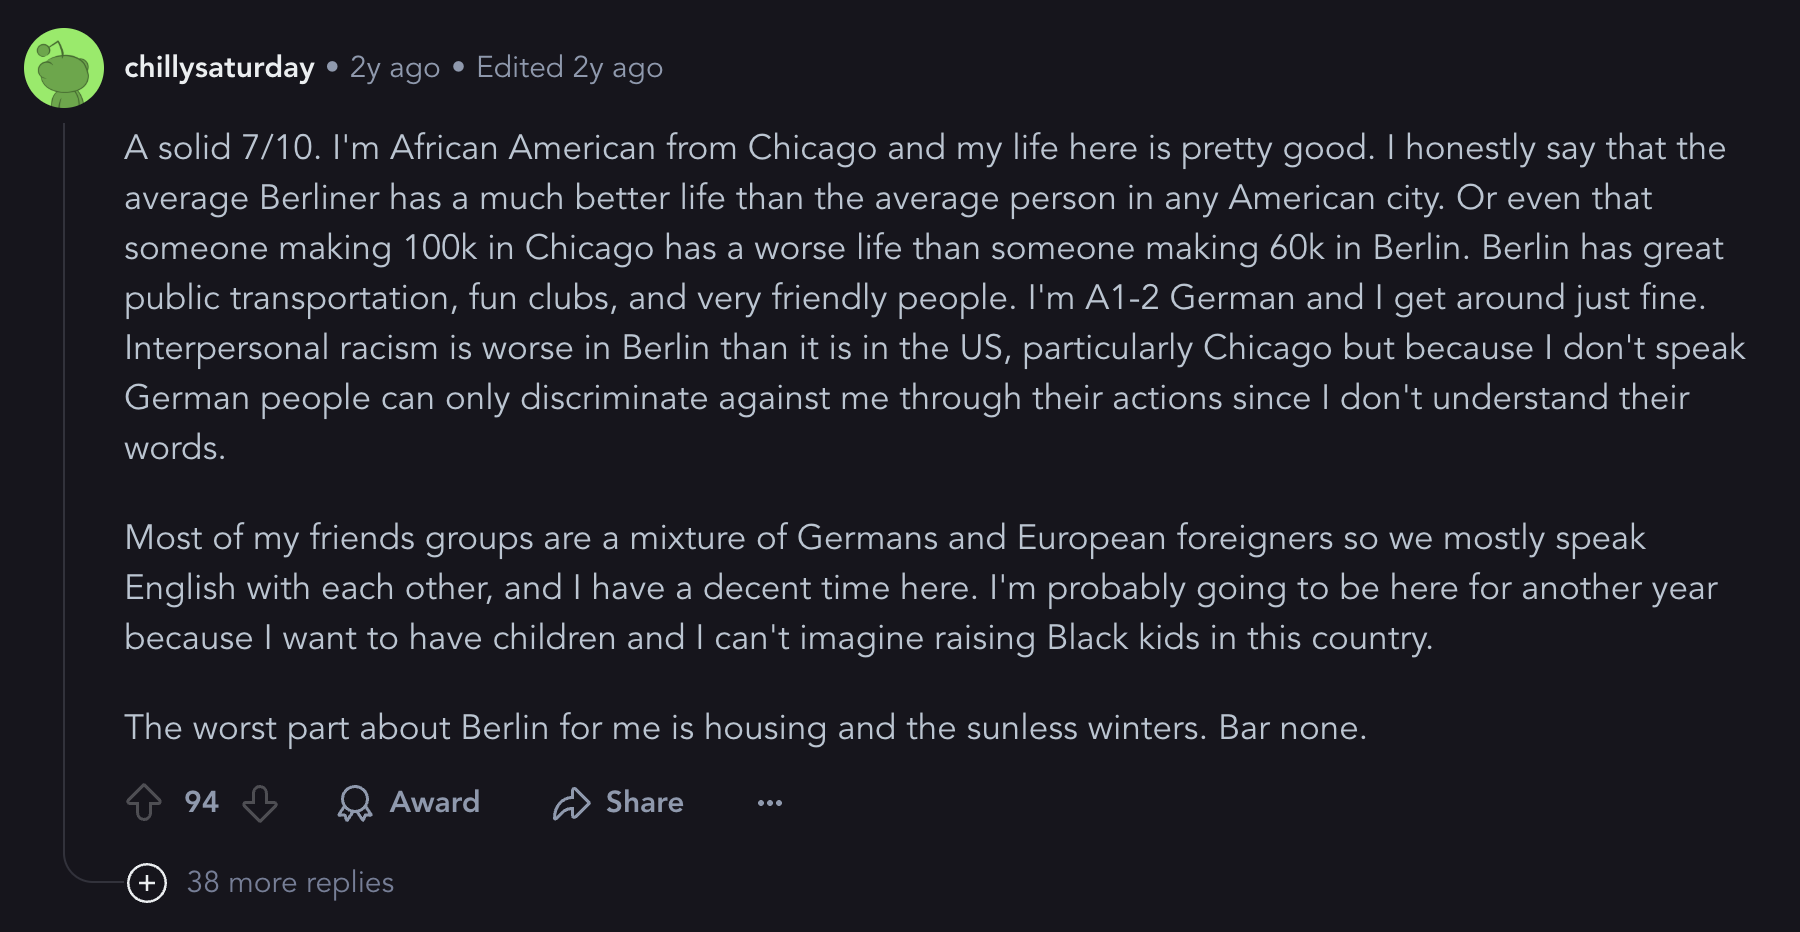 chillysaturday • 2y ago • Edited 2y ago
A solid 7/10. I'm African American from Chicago and my life here is pretty good. I honestly say that the
average Berliner has a much better life than the average person in any American city. Or even that
someone making 100k in Chicago has a worse life than someone making 60k in Berlin. Berlin has great
public transportation, fun clubs, and very friendly people. I'm A1-2 German and I get around just fine.
Interpersonal racism is worse in Berlin than it is in the US, particularly Chicago but because I don't speak
German people can only discriminate against me through their actions since I don't understand their
words.
Most of my friends groups are a mixture of Germans and European foreigners so we mostly speak
English with each other, and I have a decent time here. I'm probably going to be here for another year
because I want to have children and I can't imagine raising Black kids in this country.
The worst part about Berlin for me is housing and the sunless winters. Bar none.
94 Award Share
38 more replies